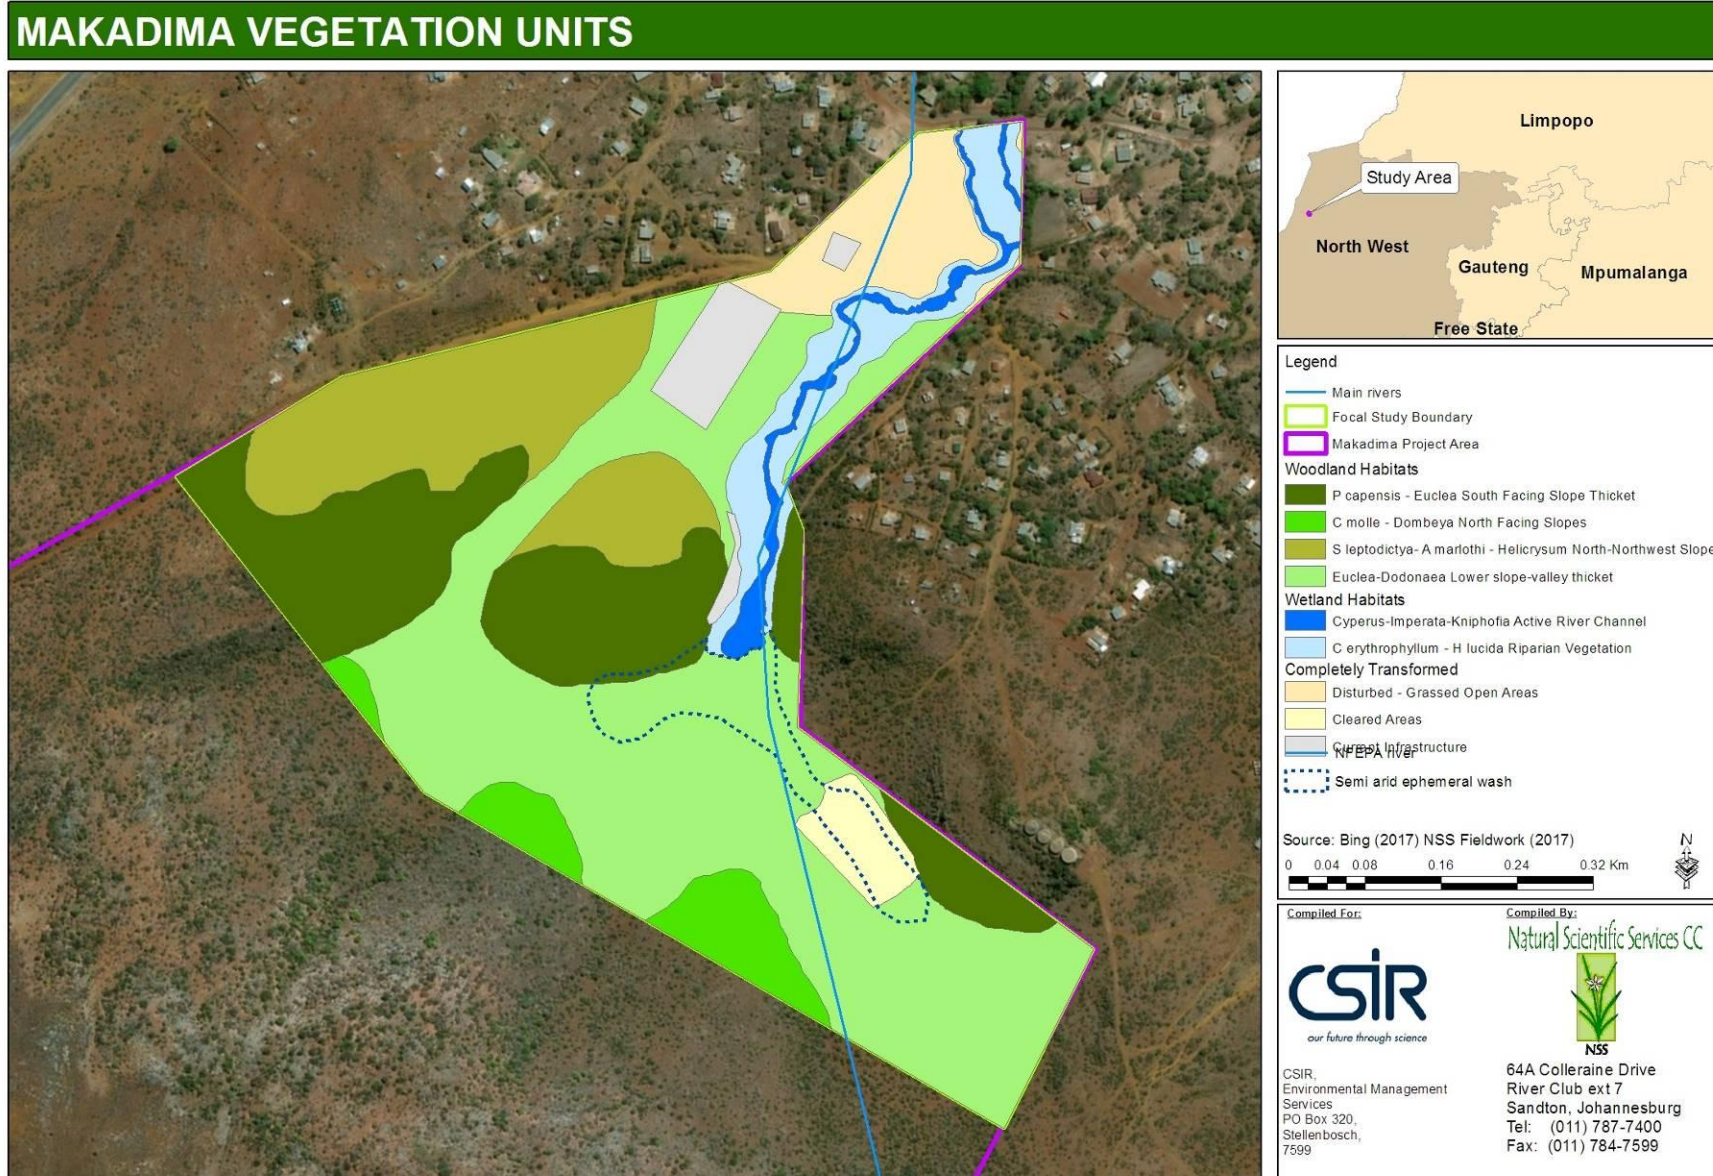 MAKADIMA VEGETATION UNITS
Limpopo
Study Area
North West
Gauteng
Mpumalanga
Free State
Legend
Main rivers
Focal Study Boundary
Makadima Project Area
Woodland Habitats
P capensis - Euclea South Facing Slope Thicket
C molle - Dombeya North Facing Slopes
S leptodictya- A marlothi - Helicrysum North-Northwest Slope
Euclea-Dodonaea Lower slope-valley thicket
Wetland Habitats
Cyperus-Imperata-Kniphofia Active River Channel
C erythrophyllum - H lucida Riparian Vegetation
Completely Transformed
Disturbed - Grassed Open Areas
Cleared Areas
Current Infrastructure
NFEPA river
Semi arid ephemeral wash
Source: Bing (2017) NSS Fieldwork (2017)
N
0 0.04 0.08 0.16 0.24 0.32 Km
Compiled For:
CSIR
our future through science
CSIR,
Environmental Management
Services
PO Box 320,
Stellenbosch,
7599
Compiled By:
Natural Scientific Services CC
NSS
64A Colleraine Drive
River Club ext 7
Sandton, Johannesburg
Tel: (011) 787-7400
Fax: (011) 784-7599